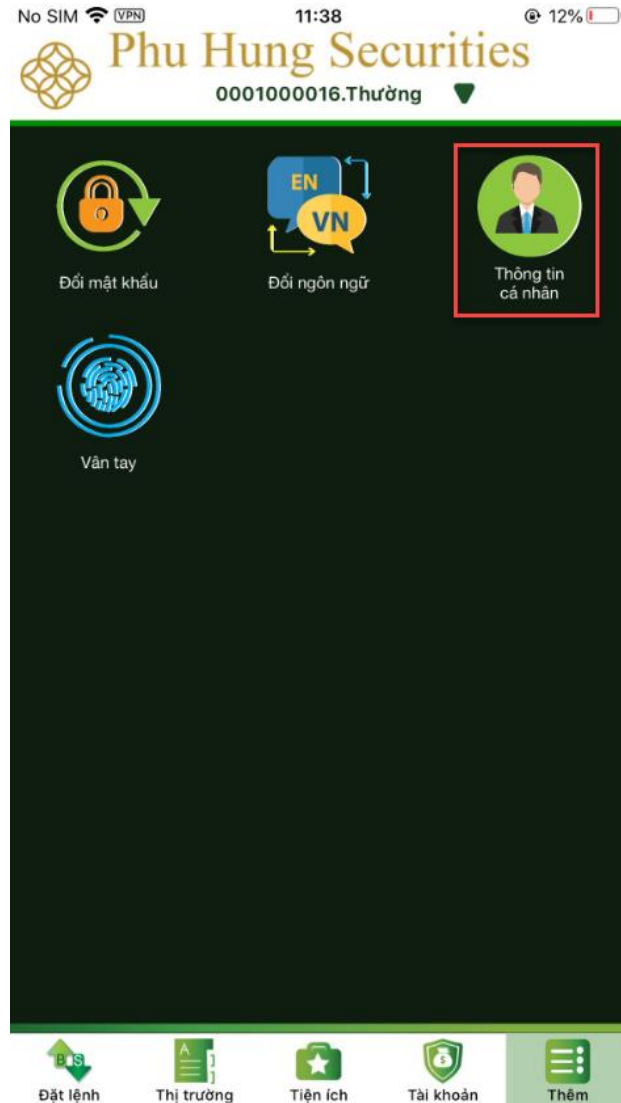 No SIM VPN 11:38 12%
Phu Hung Securities
0001000016.Thường
EN
VN
Đổi mật khẩu
Đổi ngôn ngữ
Thông tin
cá nhân
Vân tay
B S
A
$
Đặt lệnh Thị trường Tiện ích Tài khoản Thêm